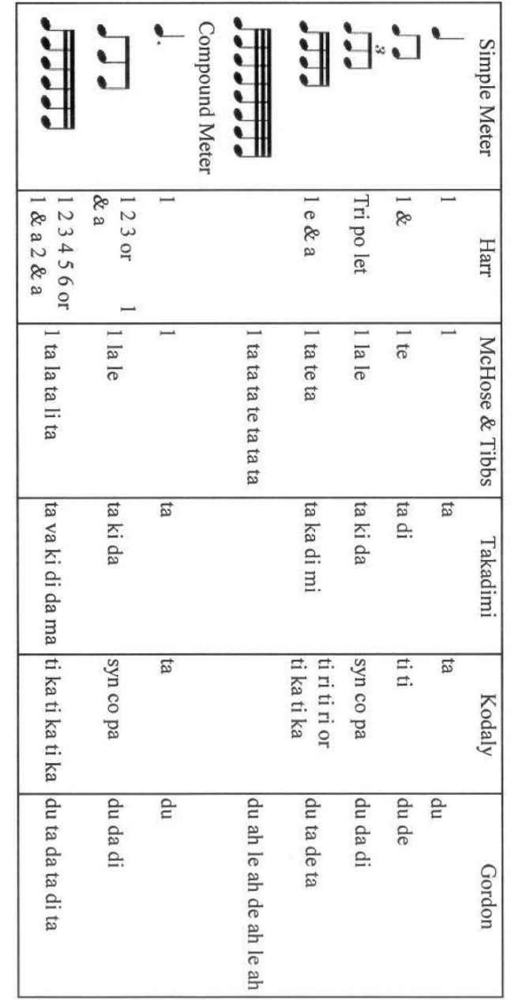 Simple Meter Harr McHose & Tibbs Takadimi Kodaly Gordon
1 1 ta ta du
1 & 1 te ta di ti ti du de
3 Tri po let 1 la le ta ki da syn co pa du da di
1 e & a 1 ta te ta ta ka di mi ti ri ti ri or du ta de ta
ti ka ti ka
1 ta ta ta te ta ta ta du ah le ah de ah le ah
Compound Meter
1 1 ta ta du
1 2 3 or 1 1 la le ta ki da syn co pa du da di
& a
1 2 3 4 5 6 or 1 ta la ta li ta ta va ki di da ma ti ka ti ka ti ka du ta da ta di ta
1 & a 2 & a